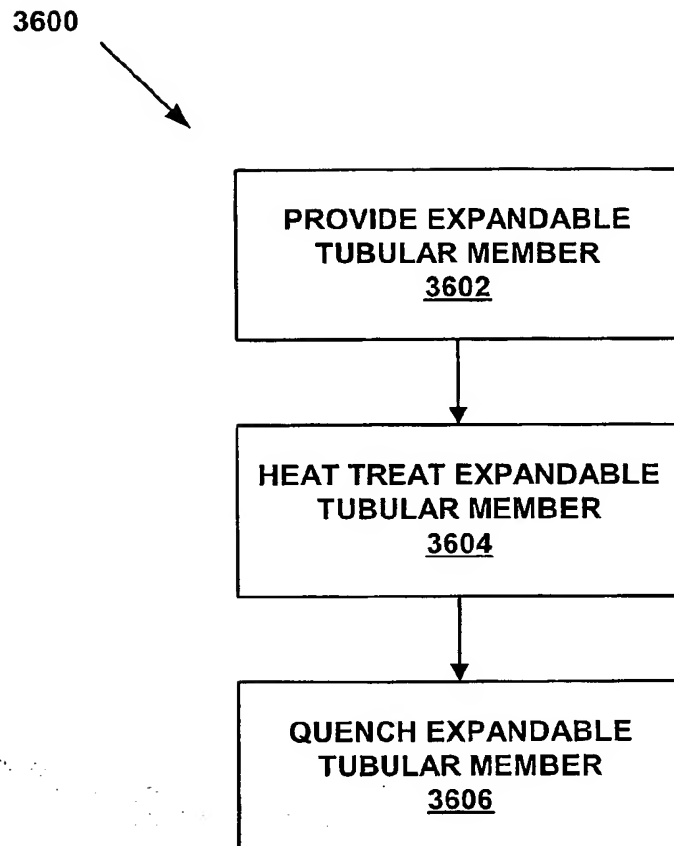 3600
PROVIDE EXPANDABLE
TUBULAR MEMBER
3602
HEAT TREAT EXPANDABLE
TUBULAR MEMBER
3604
QUENCH EXPANDABLE
TUBULAR MEMBER
3606